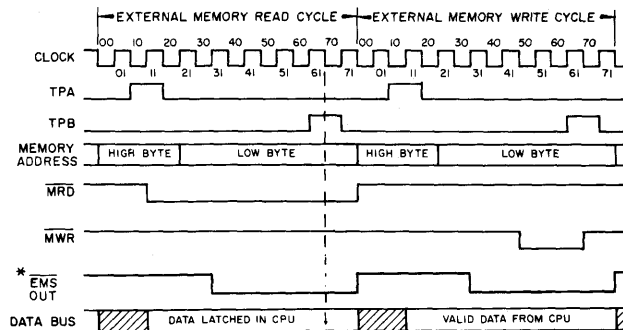 EXTERNAL MEMORY READ CYCLE EXTERNAL MEMORY WRITE CYCLE
00 10 20 30 40 50 60 70 00 10 20 30 40 50 60 70
CLOCK
01 11 21 31 41 51 61 71 01 11 21 31 41 51 61 71
TPA
TPB
MEMORY ADDRESS
HIGH BYTE LOW BYTE HIGH BYTE LOW BYTE
MRD
MWR
* EMS
OUT
DATA BUS DATA LATCHED IN CPU VALID DATA FROM CPU